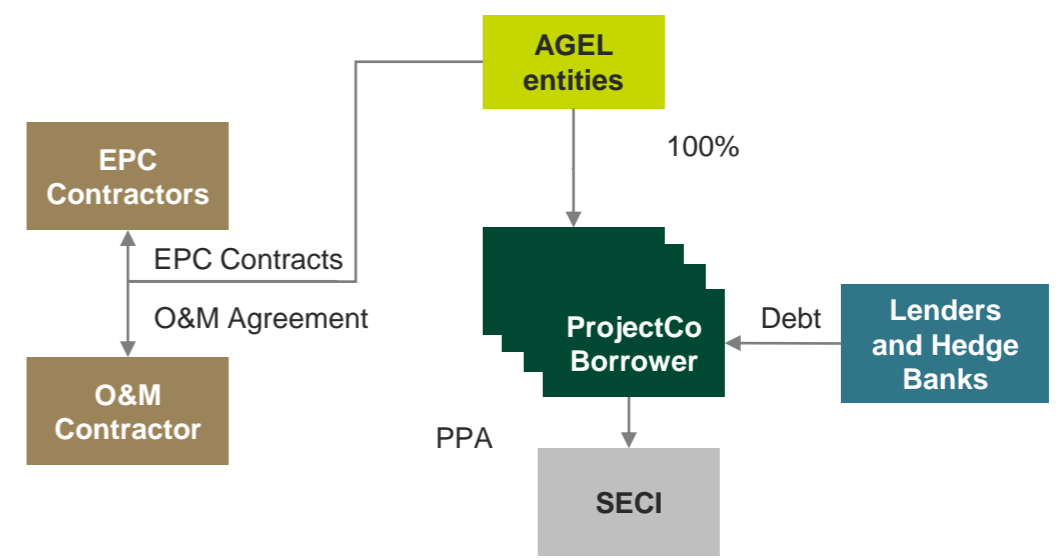 AGEL
entities
100%
EPC
Contractors
EPC Contracts
O&M Agreement
O&M
Contractor
ProjectCo
Borrower
Debt
Lenders
and Hedge
Banks
PPA
SECI